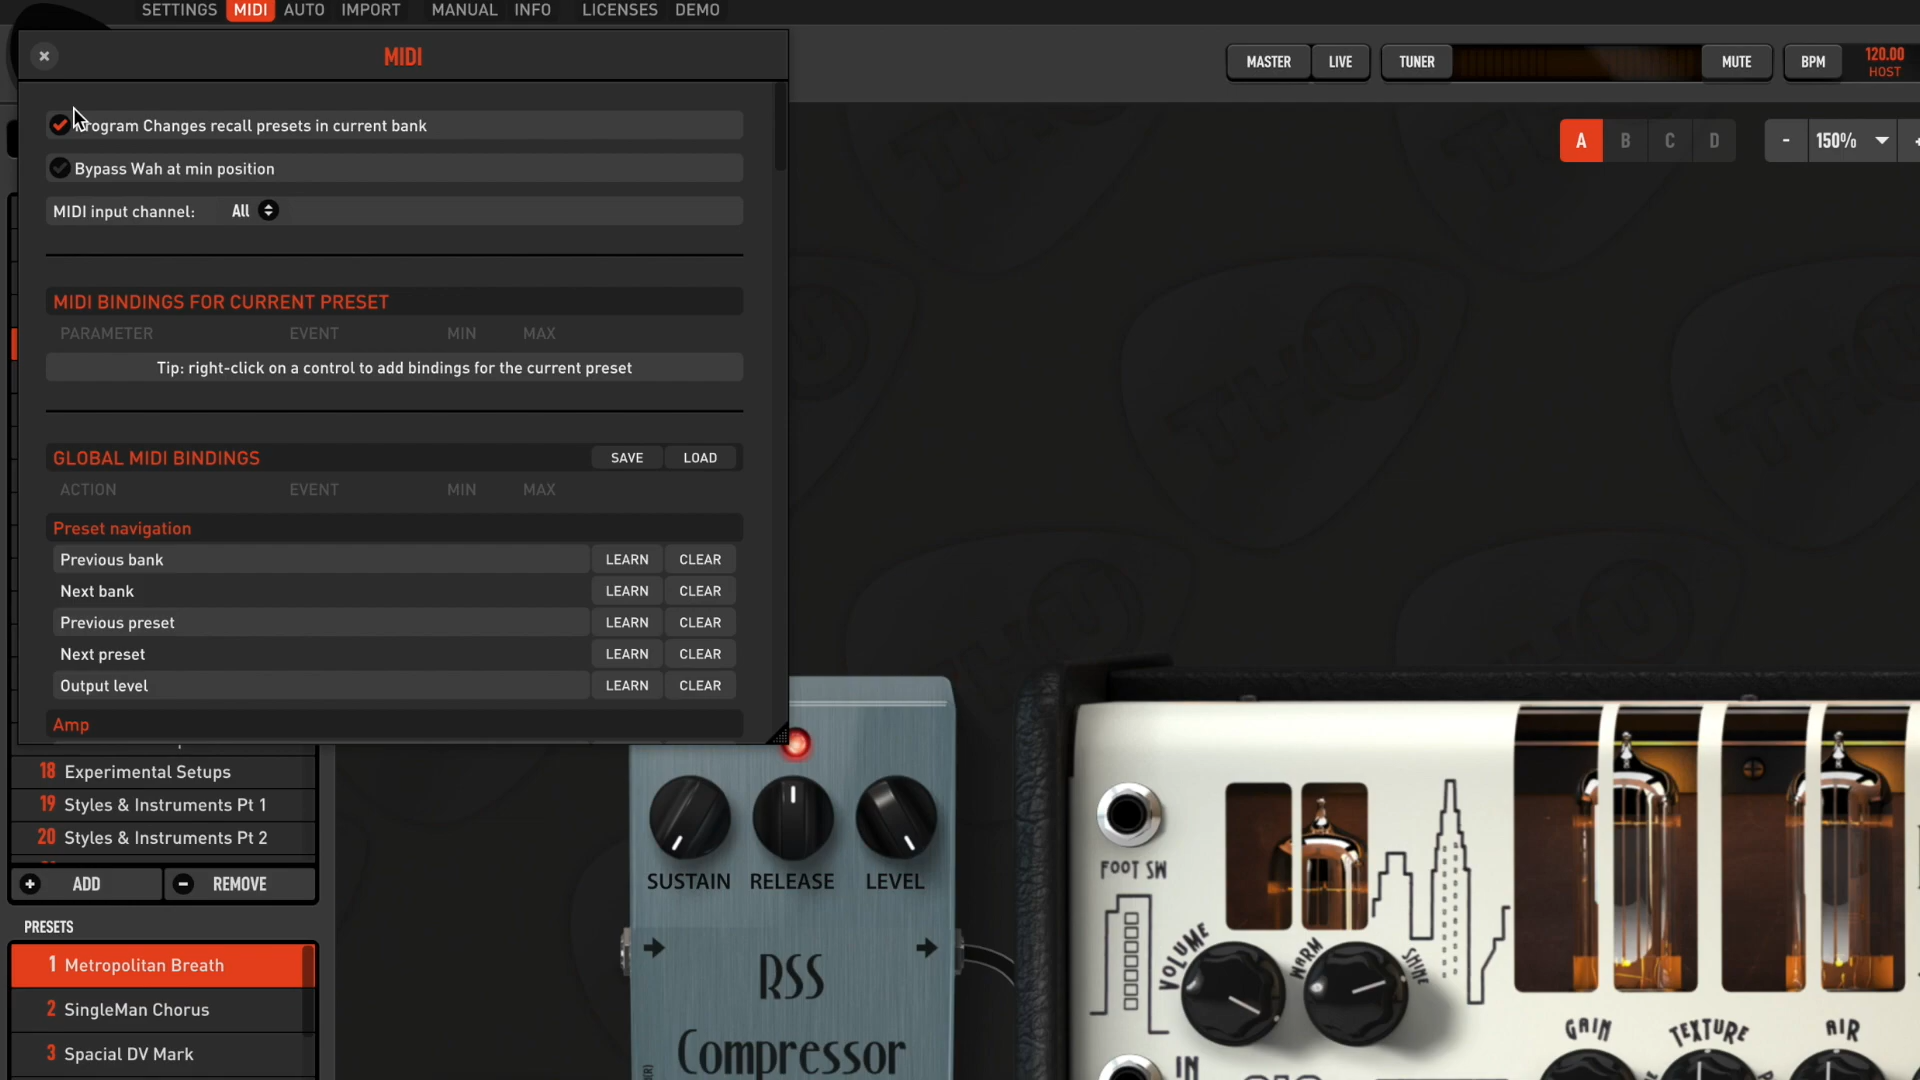 SETTINGS MIDI AUTO IMPORT MANUAL INFO LICENSES DEMO
MIDI
MASTER LIVE TUNER MUTE BPM 120.00
HOST
A B C D - 150%
Program Changes recall presets in current bank
Bypass Wah at min position
MIDI input channel: All
MIDI BINDINGS FOR CURRENT PRESET
PARAMETER EVENT MIN MAX
Tip: right-click on a control to add bindings for the current preset
GLOBAL MIDI BINDINGS SAVE LOAD
ACTION EVENT MIN MAX
Preset navigation
Previous bank LEARN CLEAR
Next bank LEARN CLEAR
Previous preset LEARN CLEAR
Next preset LEARN CLEAR
Output level LEARN CLEAR
Amp
18 Experimental Setups
19 Styles & Instruments Pt 1
20 Styles & Instruments Pt 2
+ ADD - REMOVE
PRESETS
1 Metropolitan Breath
2 SingleMan Chorus
3 Spacial DV Mark
SUSTAIN RELEASE LEVEL
RSS
Compressor
FOOT SW
VOLUME WARM SHINE
GAIN TEXTURE AIR
IN
THU
THU